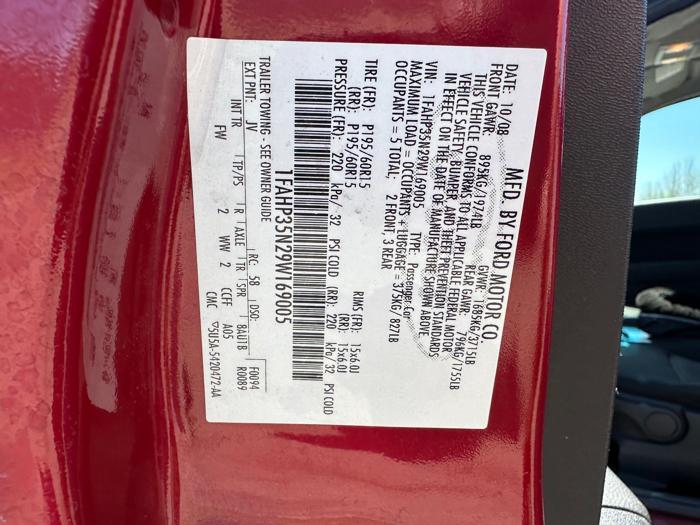 MFD. BY FORD MOTOR CO.
DATE: 10/08 GVWR: 1685KG/3715LB
FRONT GAWR: 895KG/1974LB REAR GAWR: 796KG/1755LB
THIS VEHICLE CONFORMS TO ALL APPLICABLE FEDERAL MOTOR
VEHICLE SAFETY, BUMPER, AND THEFT PREVENTION STANDARDS
IN EFFECT ON THE DATE OF MANUFACTURE SHOWN ABOVE.
VIN: 1FAHP35N29W169005 TYPE: Passenger Car
MAXIMUM LOAD = OCCUPANTS + LUGGAGE = 375KG / 827LB
OCCUPANTS = 5 TOTAL; 2 FRONT, 3 REAR
TIRE (FR): P195/60R15 RIMS (FR): 15x6.0J
(RR): P195/60R15 (RR): 15x6.0J
PRESSURE (FR): 220 kPa/ 32 PSI COLD (RR): 220 kPa/ 32 PSI COLD
1FAHP35N29W169005
TRAILER TOWING - SEE OWNER GUIDE
EXT PNT: JV RC: 58 DSO: F0094
R0089
INT TR TP/PS R AXLE TR SPR BAUTB
FW 2 WW 2 CCFF A05
CMC 5U5A-5420472-AA